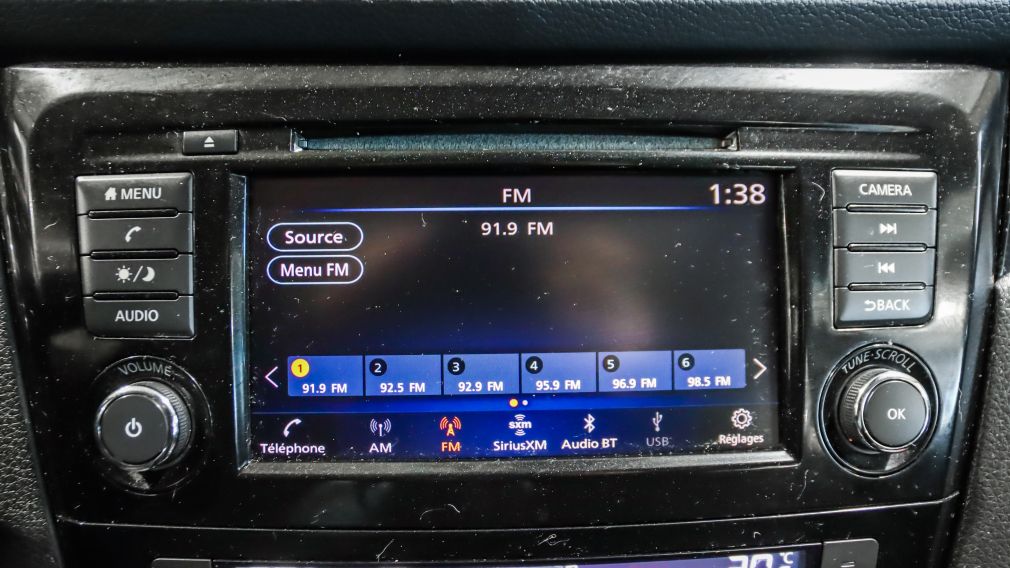 MENU
AUDIO
VOLUME
FM 1:38
91.9 FM
Source
Menu FM
1 2 3 4 5 6
91.9 FM 92.5 FM 92.9 FM 95.9 FM 96.9 FM 98.5 FM
Téléphone AM FM sxm SiriusXM Audio BT USB Réglages
CAMERA
BACK
TUNE·SCROLL
OK
°C